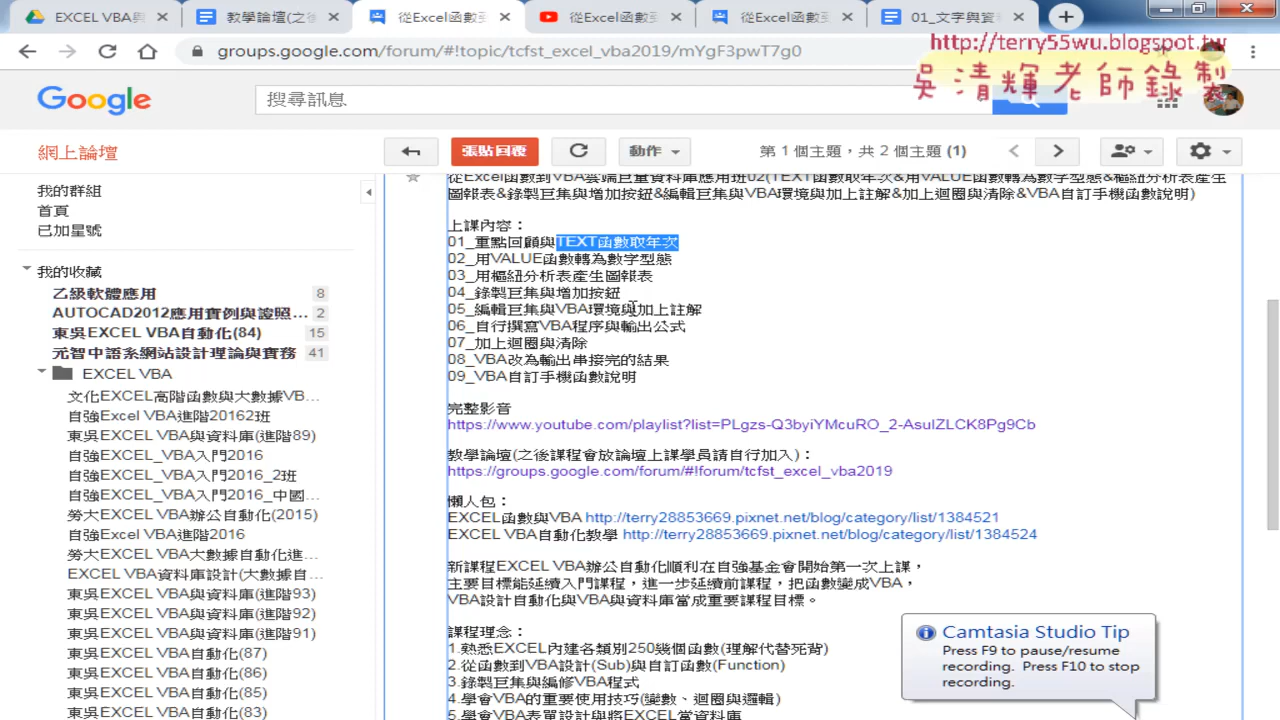 EXCEL VBA
教學論壇(之
從Excel函數
從Excel函數到
從Excel函數
01_文字與資
groups.google.com/forum/#!topic/tcfst_excel_vba2019/mYgF3pwT7g0
http://terry55wu.blogspot.tw
吳清輝老師錄製
Google
搜尋訊息
網上論壇
張貼回覆
動作
第 1 個主題，共 2 個主題 (1)
我的群組
首頁
已加星號
我的收藏
乙級軟體應用 8
AUTOCAD2012應用實例與證照... 2
東吳EXCEL VBA自動化(84) 15
元智中語系網站設計理論與實務 41
EXCEL VBA
文化EXCEL高階函數與大數據VB...
自強Excel VBA進階20162班
東吳EXCEL VBA與資料庫(進階89)
自強EXCEL_VBA入門2016
自強EXCEL_VBA入門2016_2班
自強EXCEL_VBA入門2016_中國...
勞大EXCEL VBA辦公自動化(2015)
自強Excel VBA進階2016
勞大EXCEL VBA大數據自動化進...
EXCEL VBA資料庫設計(大數據自...
東吳EXCEL VBA與資料庫(進階93)
東吳EXCEL VBA與資料庫(進階92)
東吳EXCEL VBA與資料庫(進階91)
東吳EXCEL VBA自動化(87)
東吳EXCEL VBA自動化(86)
東吳EXCEL VBA自動化(85)
東吳EXCEL VBA自動化(83)
從Excel函數到VBA雲端巨量資料庫應用班02(TEXT函數取年次&用VALUE函數轉為數字型態&樞紐分析表產生
圖報表&錄製巨集與增加按鈕&編輯巨集與VBA環境與加上註解&加上迴圈與清除&VBA自訂手機函數說明)
上課內容：
01_重點回顧與TEXT函數取年次
02_用VALUE函數轉為數字型態
03_用樞紐分析表產生圖報表
04_錄製巨集與增加按鈕
05_編輯巨集與VBA環境與加上註解
06_自行撰寫VBA程序與輸出公式
07_加上迴圈與清除
08_VBA改為輸出串接完的結果
09_VBA自訂手機函數說明
完整影音
https://www.youtube.com/playlist?list=PLgzs-Q3byiYMcuRO_2-AsuIZLCK8Pg9Cb
教學論壇(之後課程會放論壇上課學員請自行加入)：
https://groups.google.com/forum/#!forum/tcfst_excel_vba2019
懶人包：
EXCEL函數與VBA http://terry28853669.pixnet.net/blog/category/list/1384521
EXCEL VBA自動化教學 http://terry28853669.pixnet.net/blog/category/list/1384524
新課程EXCEL VBA辦公自動化順利在自強基金會開始第一次上課，
主要目標能延續入門課程，進一步延續前課程，把函數變成VBA，
VBA設計自動化與VBA與資料庫當成重要課程目標。
課程理念：
1.熟悉EXCEL內建各類別250幾個函數(理解代替死背)
2.從函數到VBA設計(Sub)與自訂函數(Function)
3.錄製巨集與編修VBA程式
4.學會VBA的重要使用技巧(變數、迴圈與邏輯)
5.學會VBA表單設計與將EXCEL當資料庫
Camtasia Studio Tip
Press F9 to pause/resume
recording. Press F10 to stop
recording.